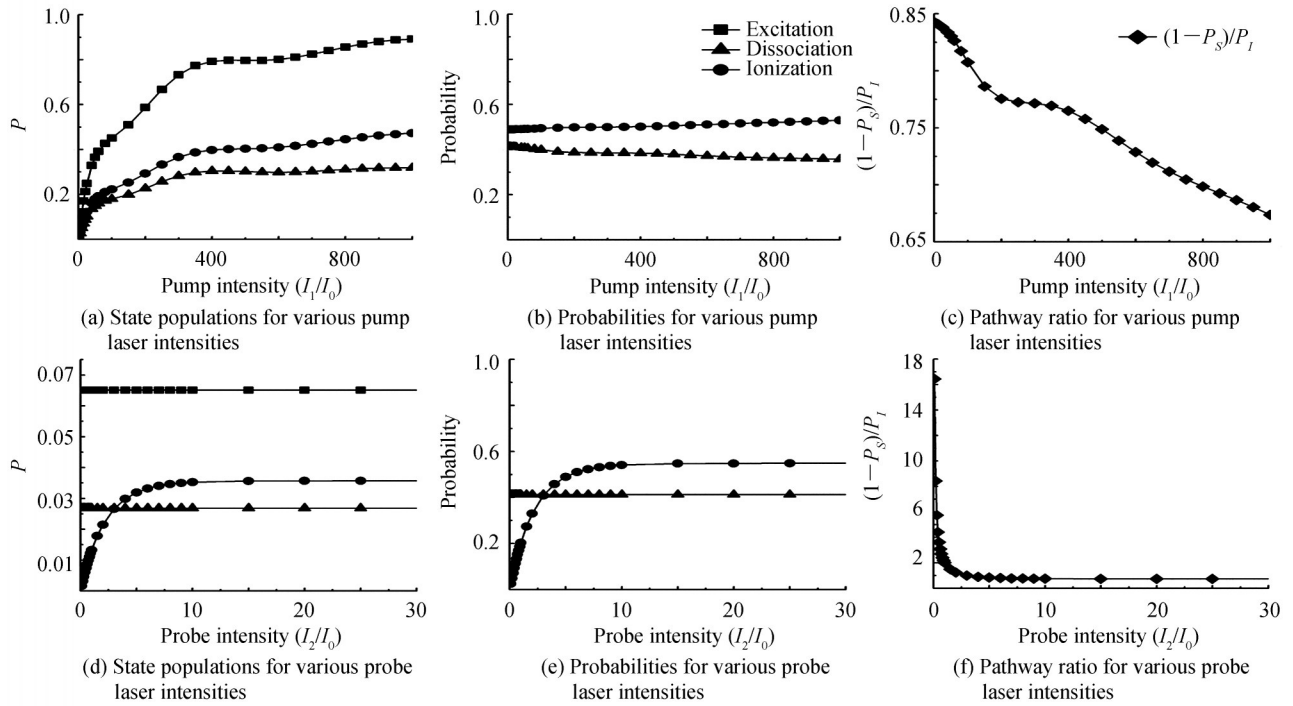 1.0
0.6
0.2
P
0
400
800
Pump intensity (I1/I0)
(a) State populations for various pump
laser intensities
1.0
0.6
0.2
Probability
Excitation
Dissociation
Ionization
0
400
800
Pump intensity (I1/I0)
(b) Probabilities for various pump
laser intensities
0.85
0.75
0.65
(1−PS)/PI
(1−PS)/PI
0
400
800
Pump intensity (I1/I0)
(c) Pathway ratio for various pump
laser intensities
0.07
0.05
0.03
0.01
P
0
10
20
30
Probe intensity (I2/I0)
(d) State populations for various probe
laser intensities
1.0
0.6
0.2
Probability
0
10
20
30
Probe intensity (I2/I0)
(e) Probabilities for various probe
laser intensities
18
16
14
10
6
2
(1−PS)/PI
0
10
20
30
Probe intensity (I2/I0)
(f) Pathway ratio for various probe
laser intensities